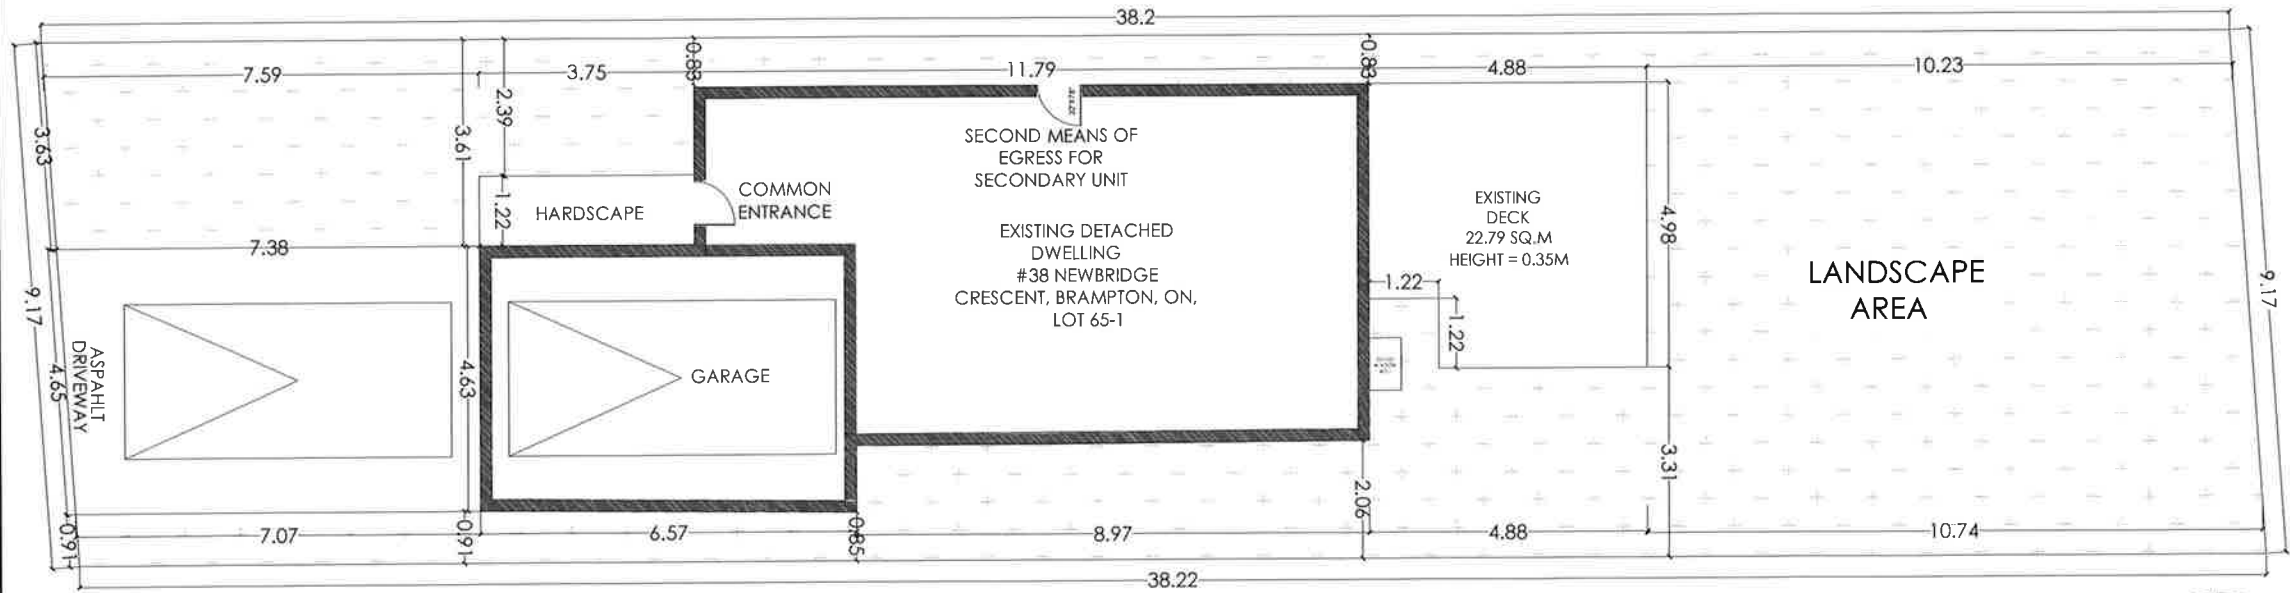 38.2
7.59
3.75
0.83
11.79
0.83
4.88
10.23
3.63
3.61
2.39
SECOND MEANS OF
EGRESS FOR
SECONDARY UNIT
COMMON
ENTRANCE
1.22
HARDSCAPE
EXISTING DETACHED
DWELLING
#38 NEWBRIDGE
CRESCENT, BRAMPTON, ON,
LOT 65-1
EXISTING
DECK
22.79 SQ.M
HEIGHT = 0.35M
4.98
LANDSCAPE
AREA
7.38
9.17
1.22
1.22
9.17
ASPAHLT
DRIVEWAY
4.65
4.63
GARAGE
3.31
2.06
0.91
7.07
0.91
6.57
0.85
8.97
4.88
10.74
38.22